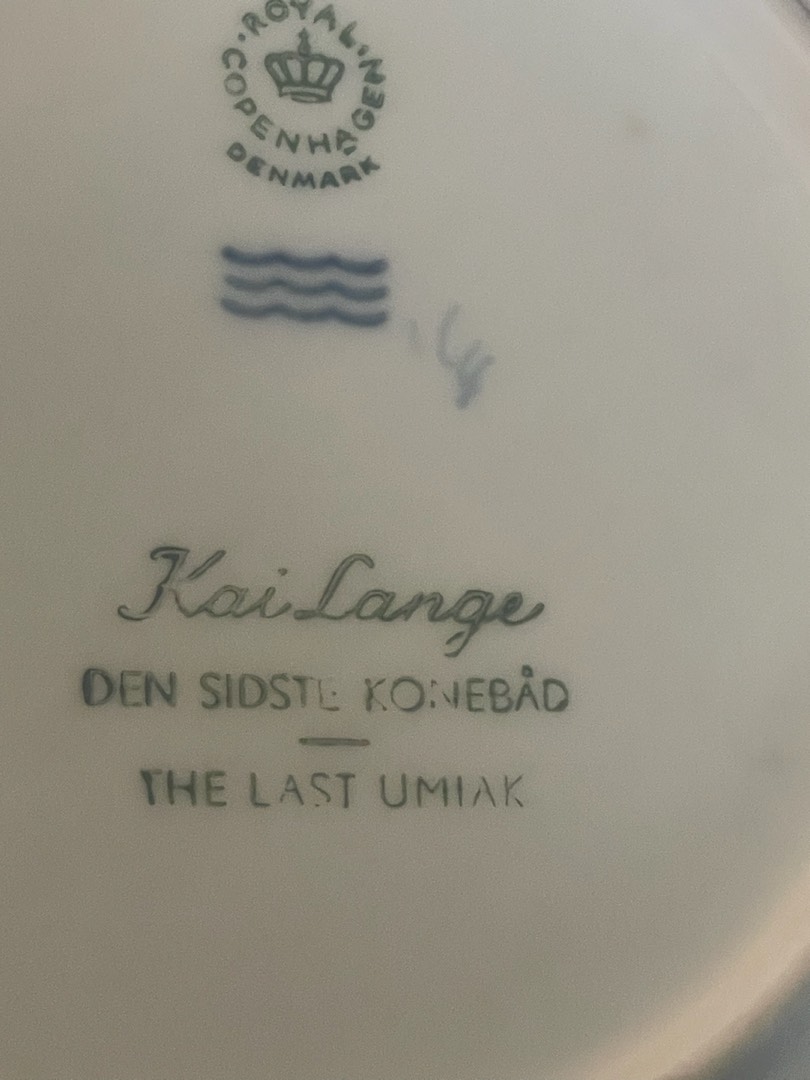 ROYAL
COPENHAGEN
DENMARK
Kai Lange
DEN SIDSTE KONEBÅD
THE LAST UMIAK